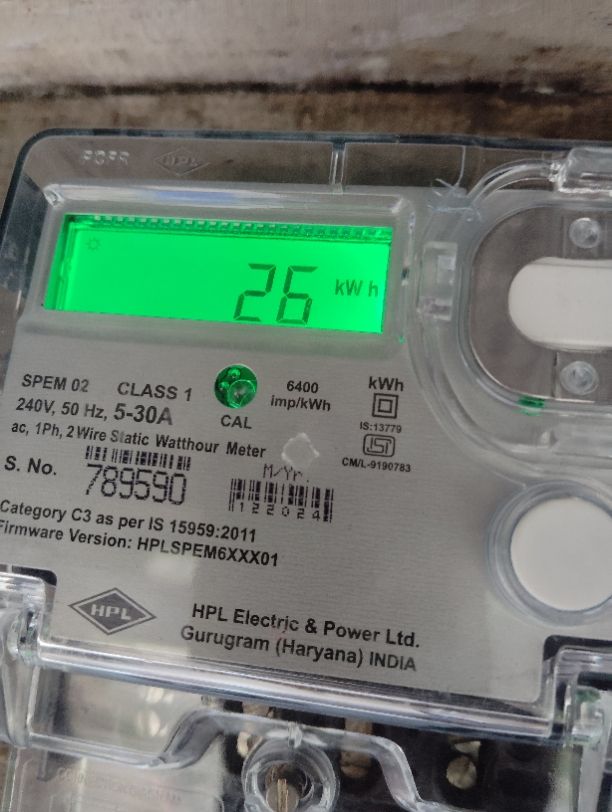 HPL
26 kWh
SPEM 02 CLASS 1
6400
imp/kWh
kWh
240V, 50 Hz, 5-30A
CAL
IS:13779
ac, 1Ph, 2 Wire Static Watthour Meter
ISI
CM/L-9190783
S. No.
789590
M/Yr.
122024
Category C3 as per IS 15959:2011
Firmware Version: HPLSPEM6XXX01
HPL
HPL Electric & Power Ltd.
Gurugram (Haryana) INDIA